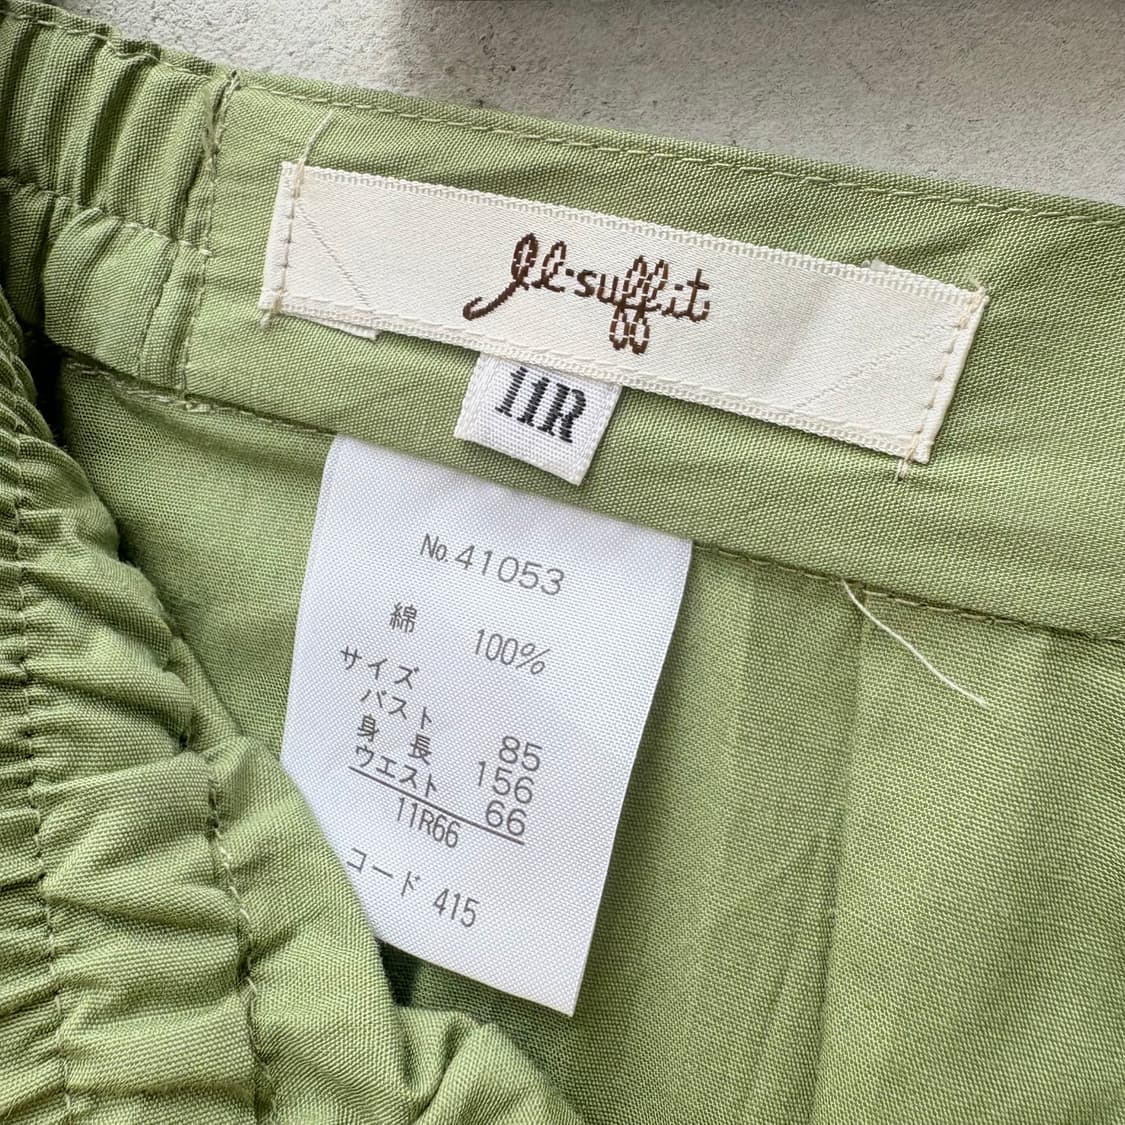 Il-suffit
11R
No.41053
綿 100%
サイズ
バスト 85
身長 156
ウエスト 66
11R66
コード 415